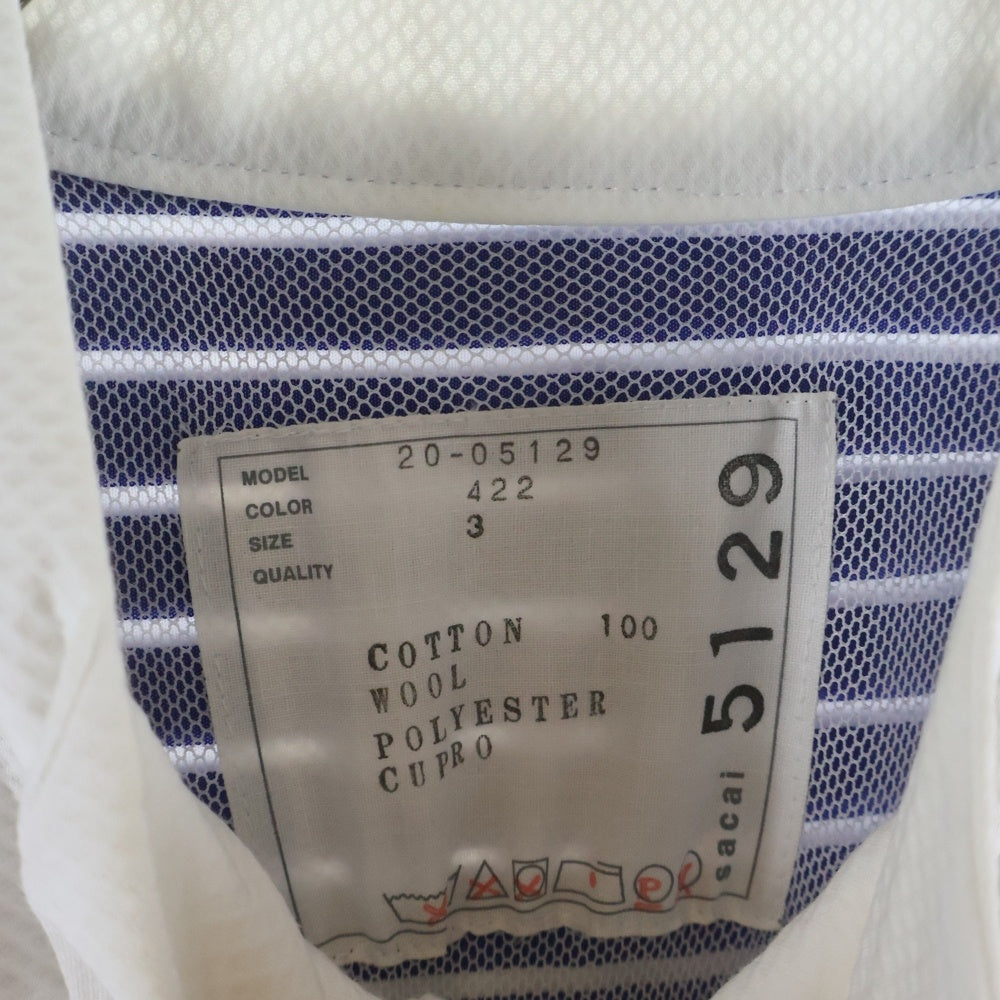 MODEL 20-05129
COLOR 422
SIZE 3
QUALITY
COTTON 100
WOOL
POLYESTER
CUPRO
P
sacai 5129